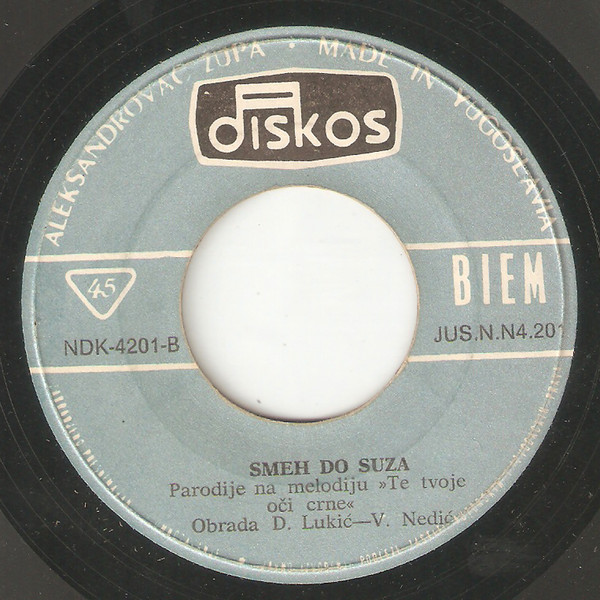 ALEKSANDROVAC ŽUPA • MADE IN YUGOSLAVIA
DISKOS
45
BIEM
NDK-4201-B
JUS.N.N4.201
SMEH DO SUZA
Parodije na melodiju »Te tvoje
oči crne«
Obrada D. Lukić—V. Nedić